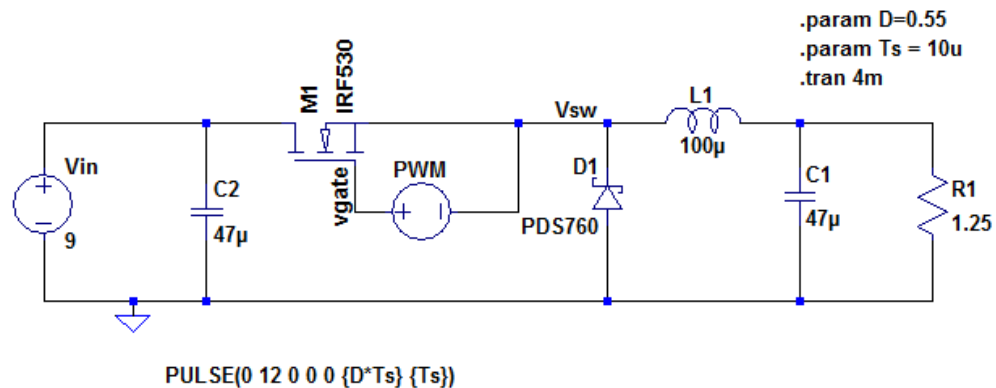 .param D=0.55
.param Ts = 10u
.tran 4m
M1
IRF530
Vsw
L1
100µ
Vin
9
C2
47µ
vgate
PWM
D1
PDS760
C1
47µ
R1
1.25
PULSE(0 12 0 0 0 {D*Ts} {Ts})